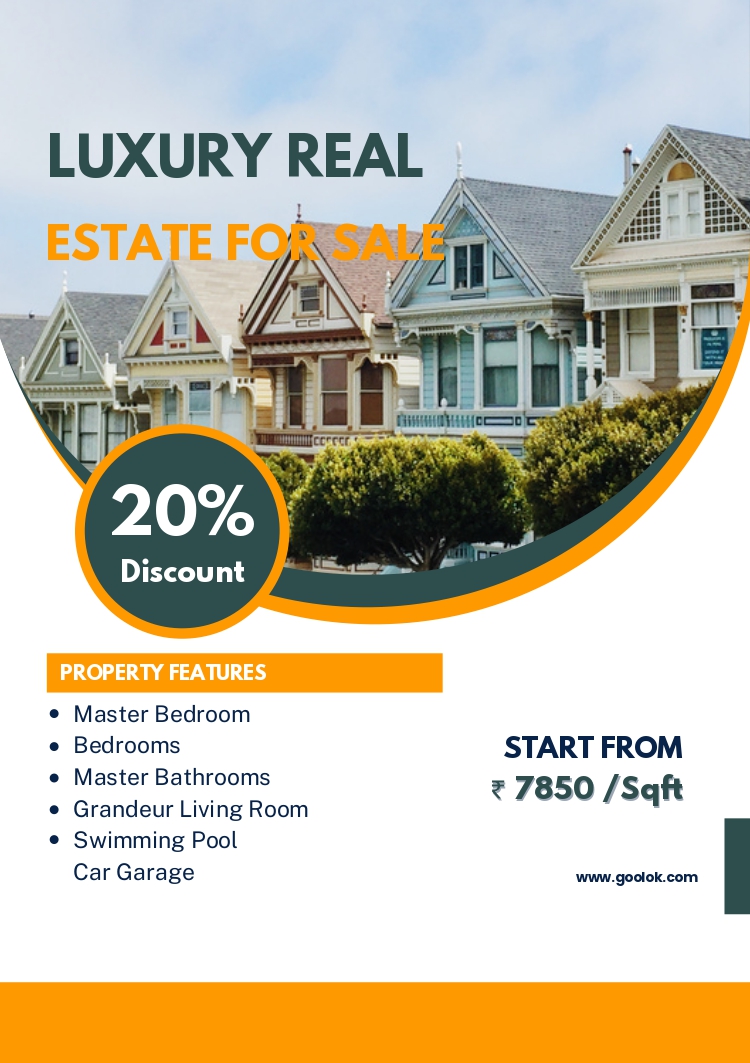 LUXURY REAL
ESTATE FOR SALE
20%
Discount
PROPERTY FEATURES
• Master Bedroom
• Bedrooms
• Master Bathrooms
• Grandeur Living Room
• Swimming Pool
Car Garage
START FROM
₹ 7850 /Sqft
www.goolok.com